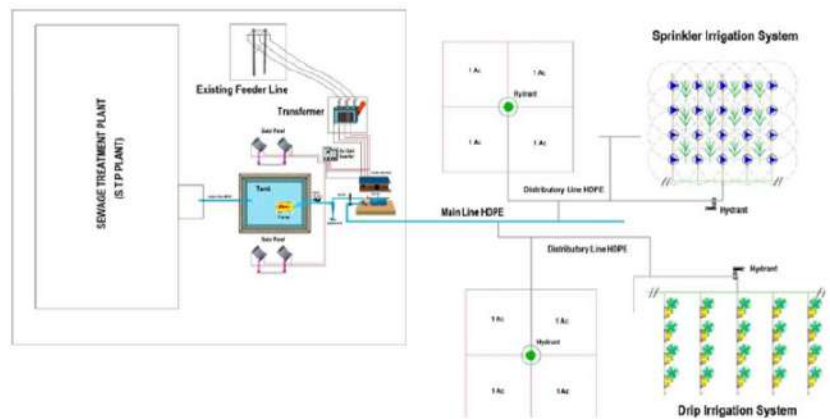 SEWAGE TREATMENT PLANT
(S.T.P PLANT)
Existing Feeder Line
Transformer
Solar Panel
Tank
Pump
Solar Panel
Main Line HDPE
1 Ac
1 Ac
Hydrant
1 Ac
1 Ac
Distributory Line HDPE
Distributory Line HDPE
1 Ac
1 Ac
Hydrant
1 Ac
1 Ac
Sprinkler Irrigation System
Hydrant
Hydrant
Drip Irrigation System